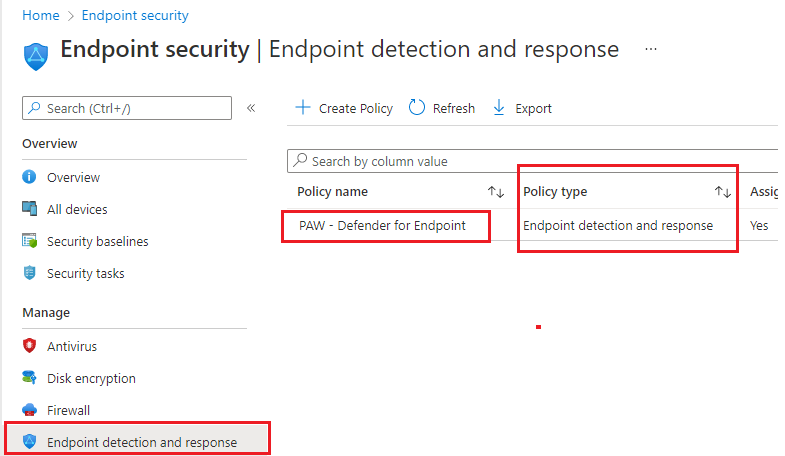 Home > Endpoint security
Endpoint security | Endpoint detection and response ...
Search (Ctrl+/) «
Create Policy Refresh Export
Overview
Search by column value
Policy name Policy type Assig
PAW - Defender for Endpoint Endpoint detection and response Yes
Overview
All devices
Security baselines
Security tasks
Manage
Antivirus
Disk encryption
Firewall
Endpoint detection and response